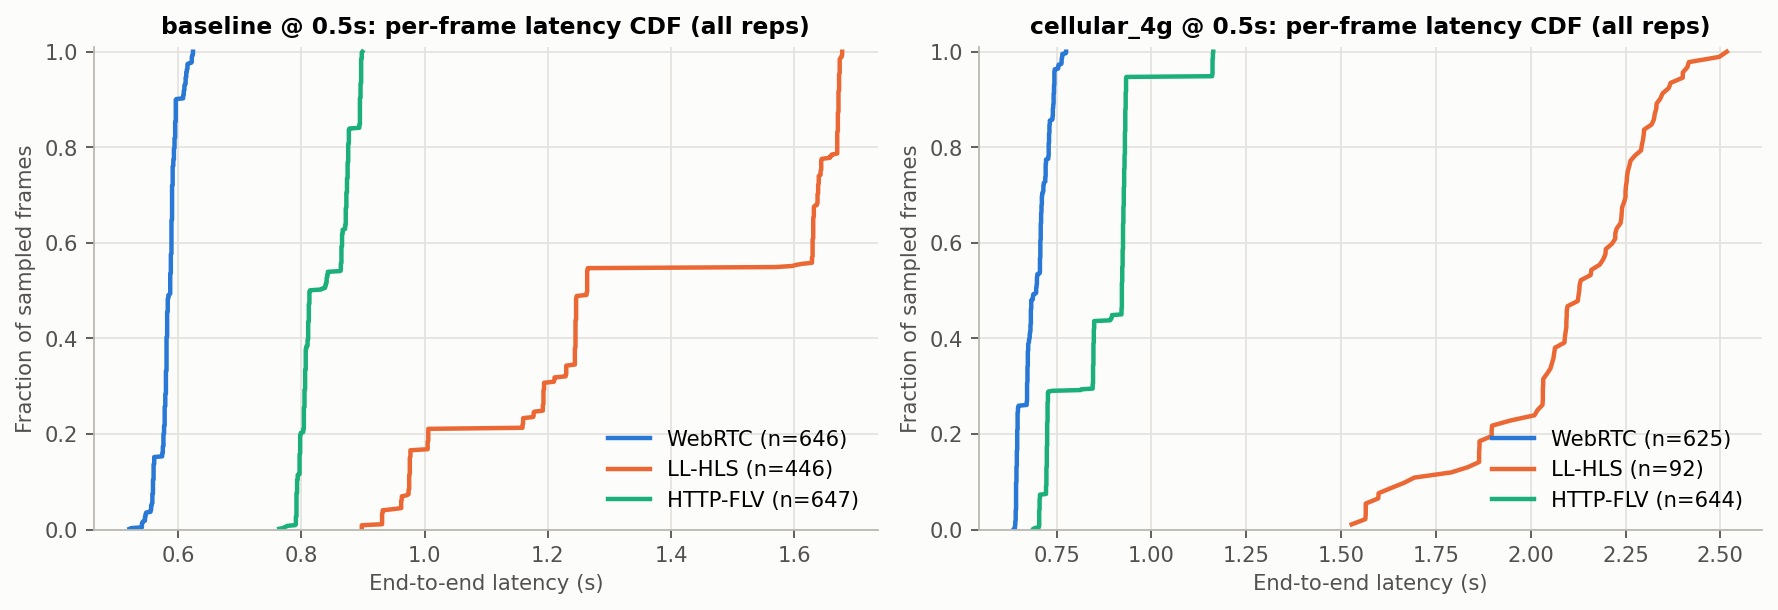 baseline @ 0.5s: per-frame latency CDF (all reps)
Fraction of sampled frames
1.0
0.8
0.6
0.4
0.2
0.0
WebRTC (n=646)
LL-HLS (n=446)
HTTP-FLV (n=647)
0.6 0.8 1.0 1.2 1.4 1.6
End-to-end latency (s)
cellular_4g @ 0.5s: per-frame latency CDF (all reps)
Fraction of sampled frames
1.0
0.8
0.6
0.4
0.2
0.0
WebRTC (n=625)
LL-HLS (n=92)
HTTP-FLV (n=644)
0.75 1.00 1.25 1.50 1.75 2.00 2.25 2.50
End-to-end latency (s)